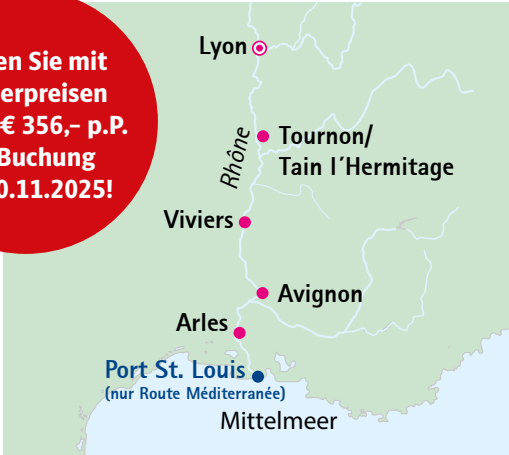 en Sie mit
erpreisen
€ 356,– p.P.
Buchung
0.11.2025!
Lyon
Rhône
Tournon/
Tain l´Hermitage
Viviers
Avignon
Arles
Port St. Louis
(nur Route Méditerranée)
Mittelmeer